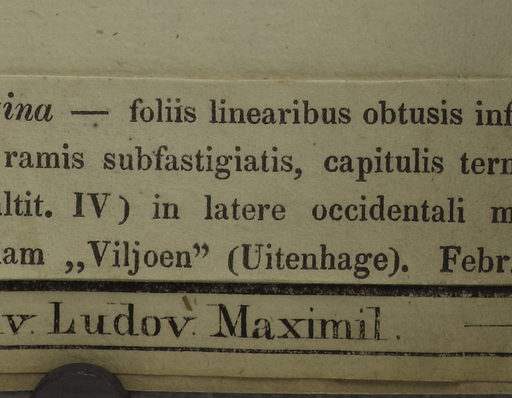 ina — foliis linearibus obtusis inf
ramis subfastigiatis, capitulis tern
altit. IV) in latere occidentali m
am „Viljoen” (Uitenhage). Febr.
v. Ludov Maximil.